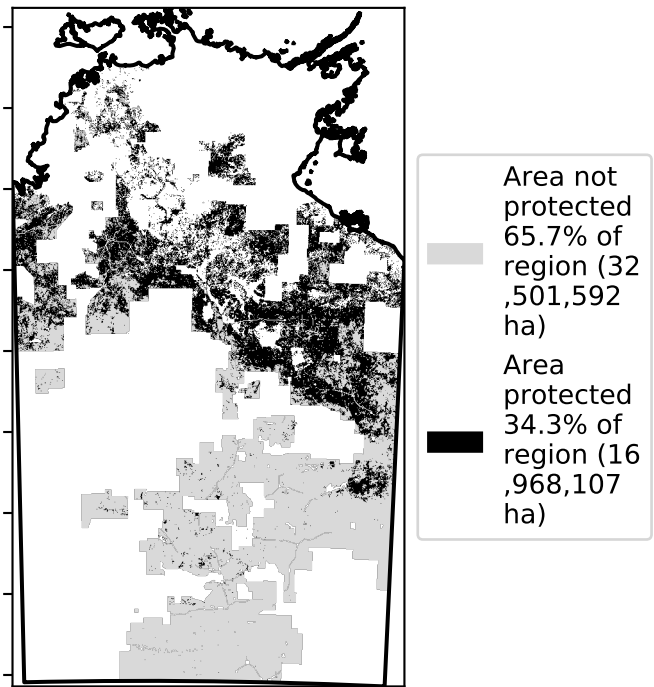 Area not
protected
65.7% of
region (32
,501,592
ha)
Area
protected
34.3% of
region (16
,968,107
ha)